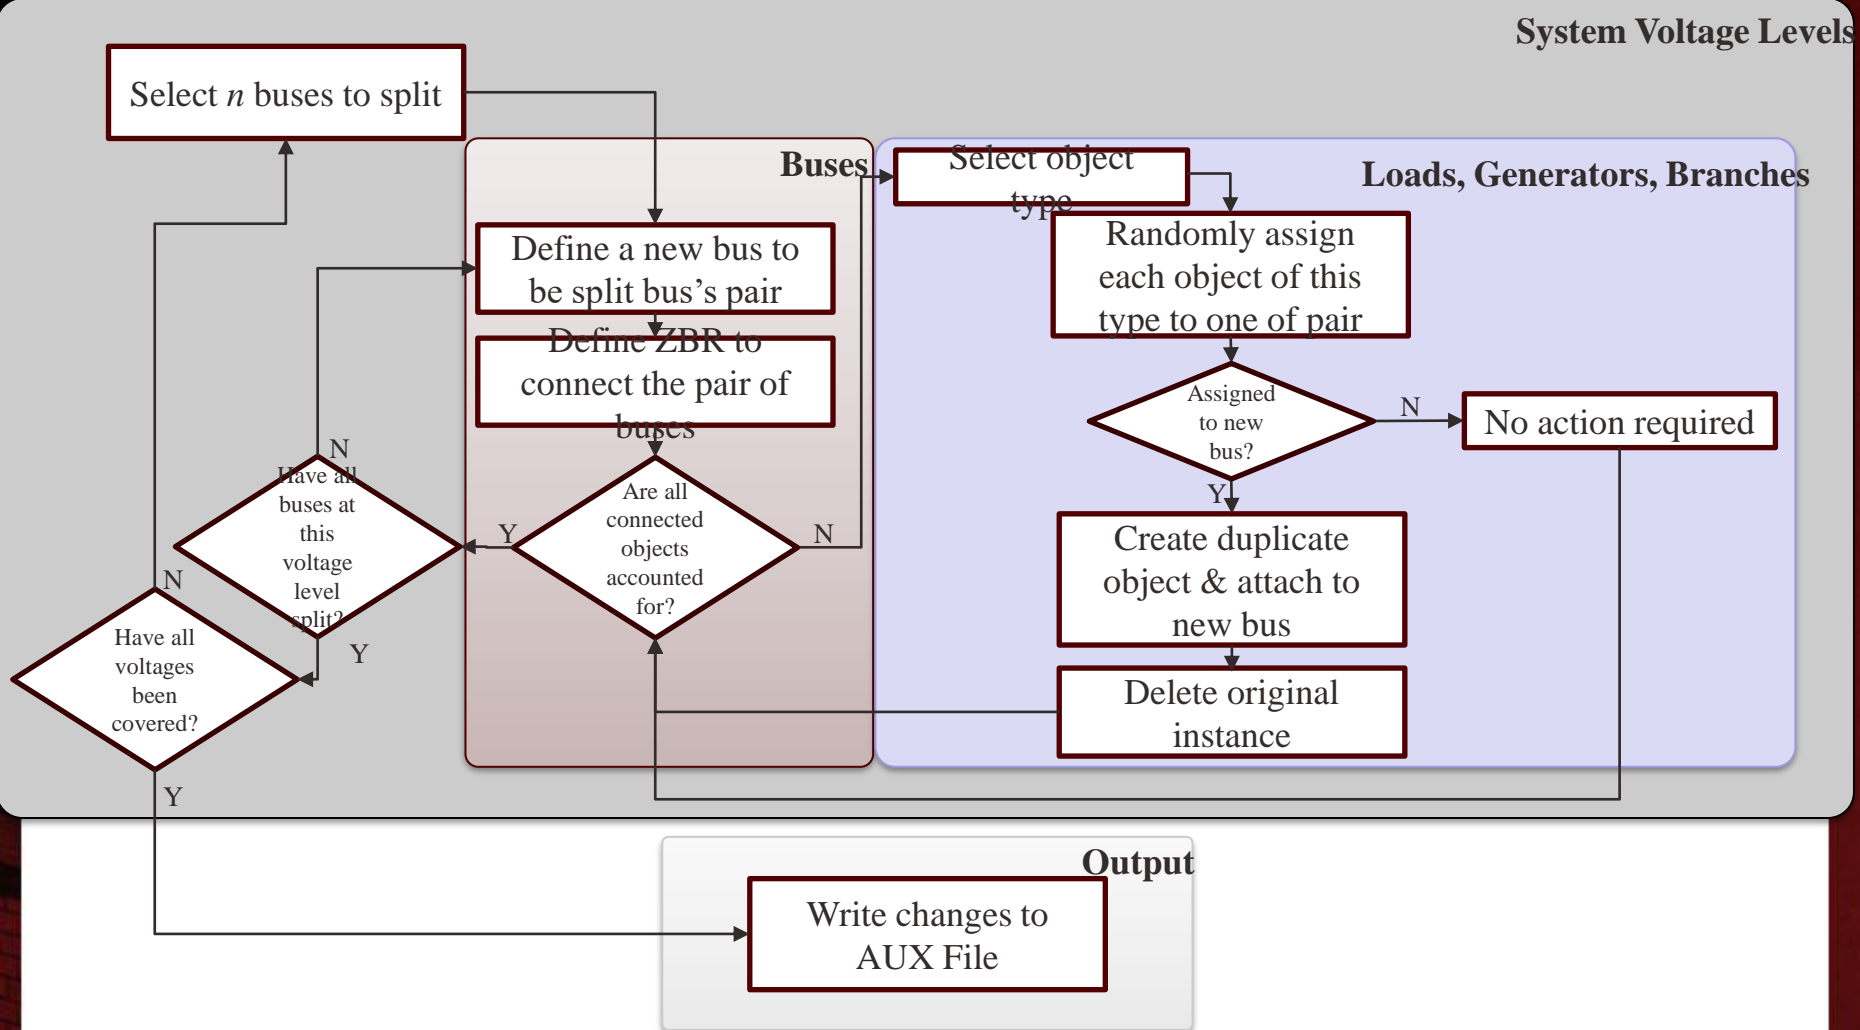 System Voltage Levels
Select n buses to split
Buses
Loads, Generators, Branches
Select object
type
Define a new bus to
be split bus’s pair
Randomly assign
each object of this
type to one of pair
Define ZBR to
connect the pair of
buses
Assigned
to new
bus?
N
No action required
Y
N
Have all
buses at
this
voltage
level
split?
Y
Are all
connected
objects
accounted
for?
Y
N
Create duplicate
object & attach to
new bus
N
Have all
voltages
been
covered?
Y
Delete original
instance
Output
Write changes to
AUX File